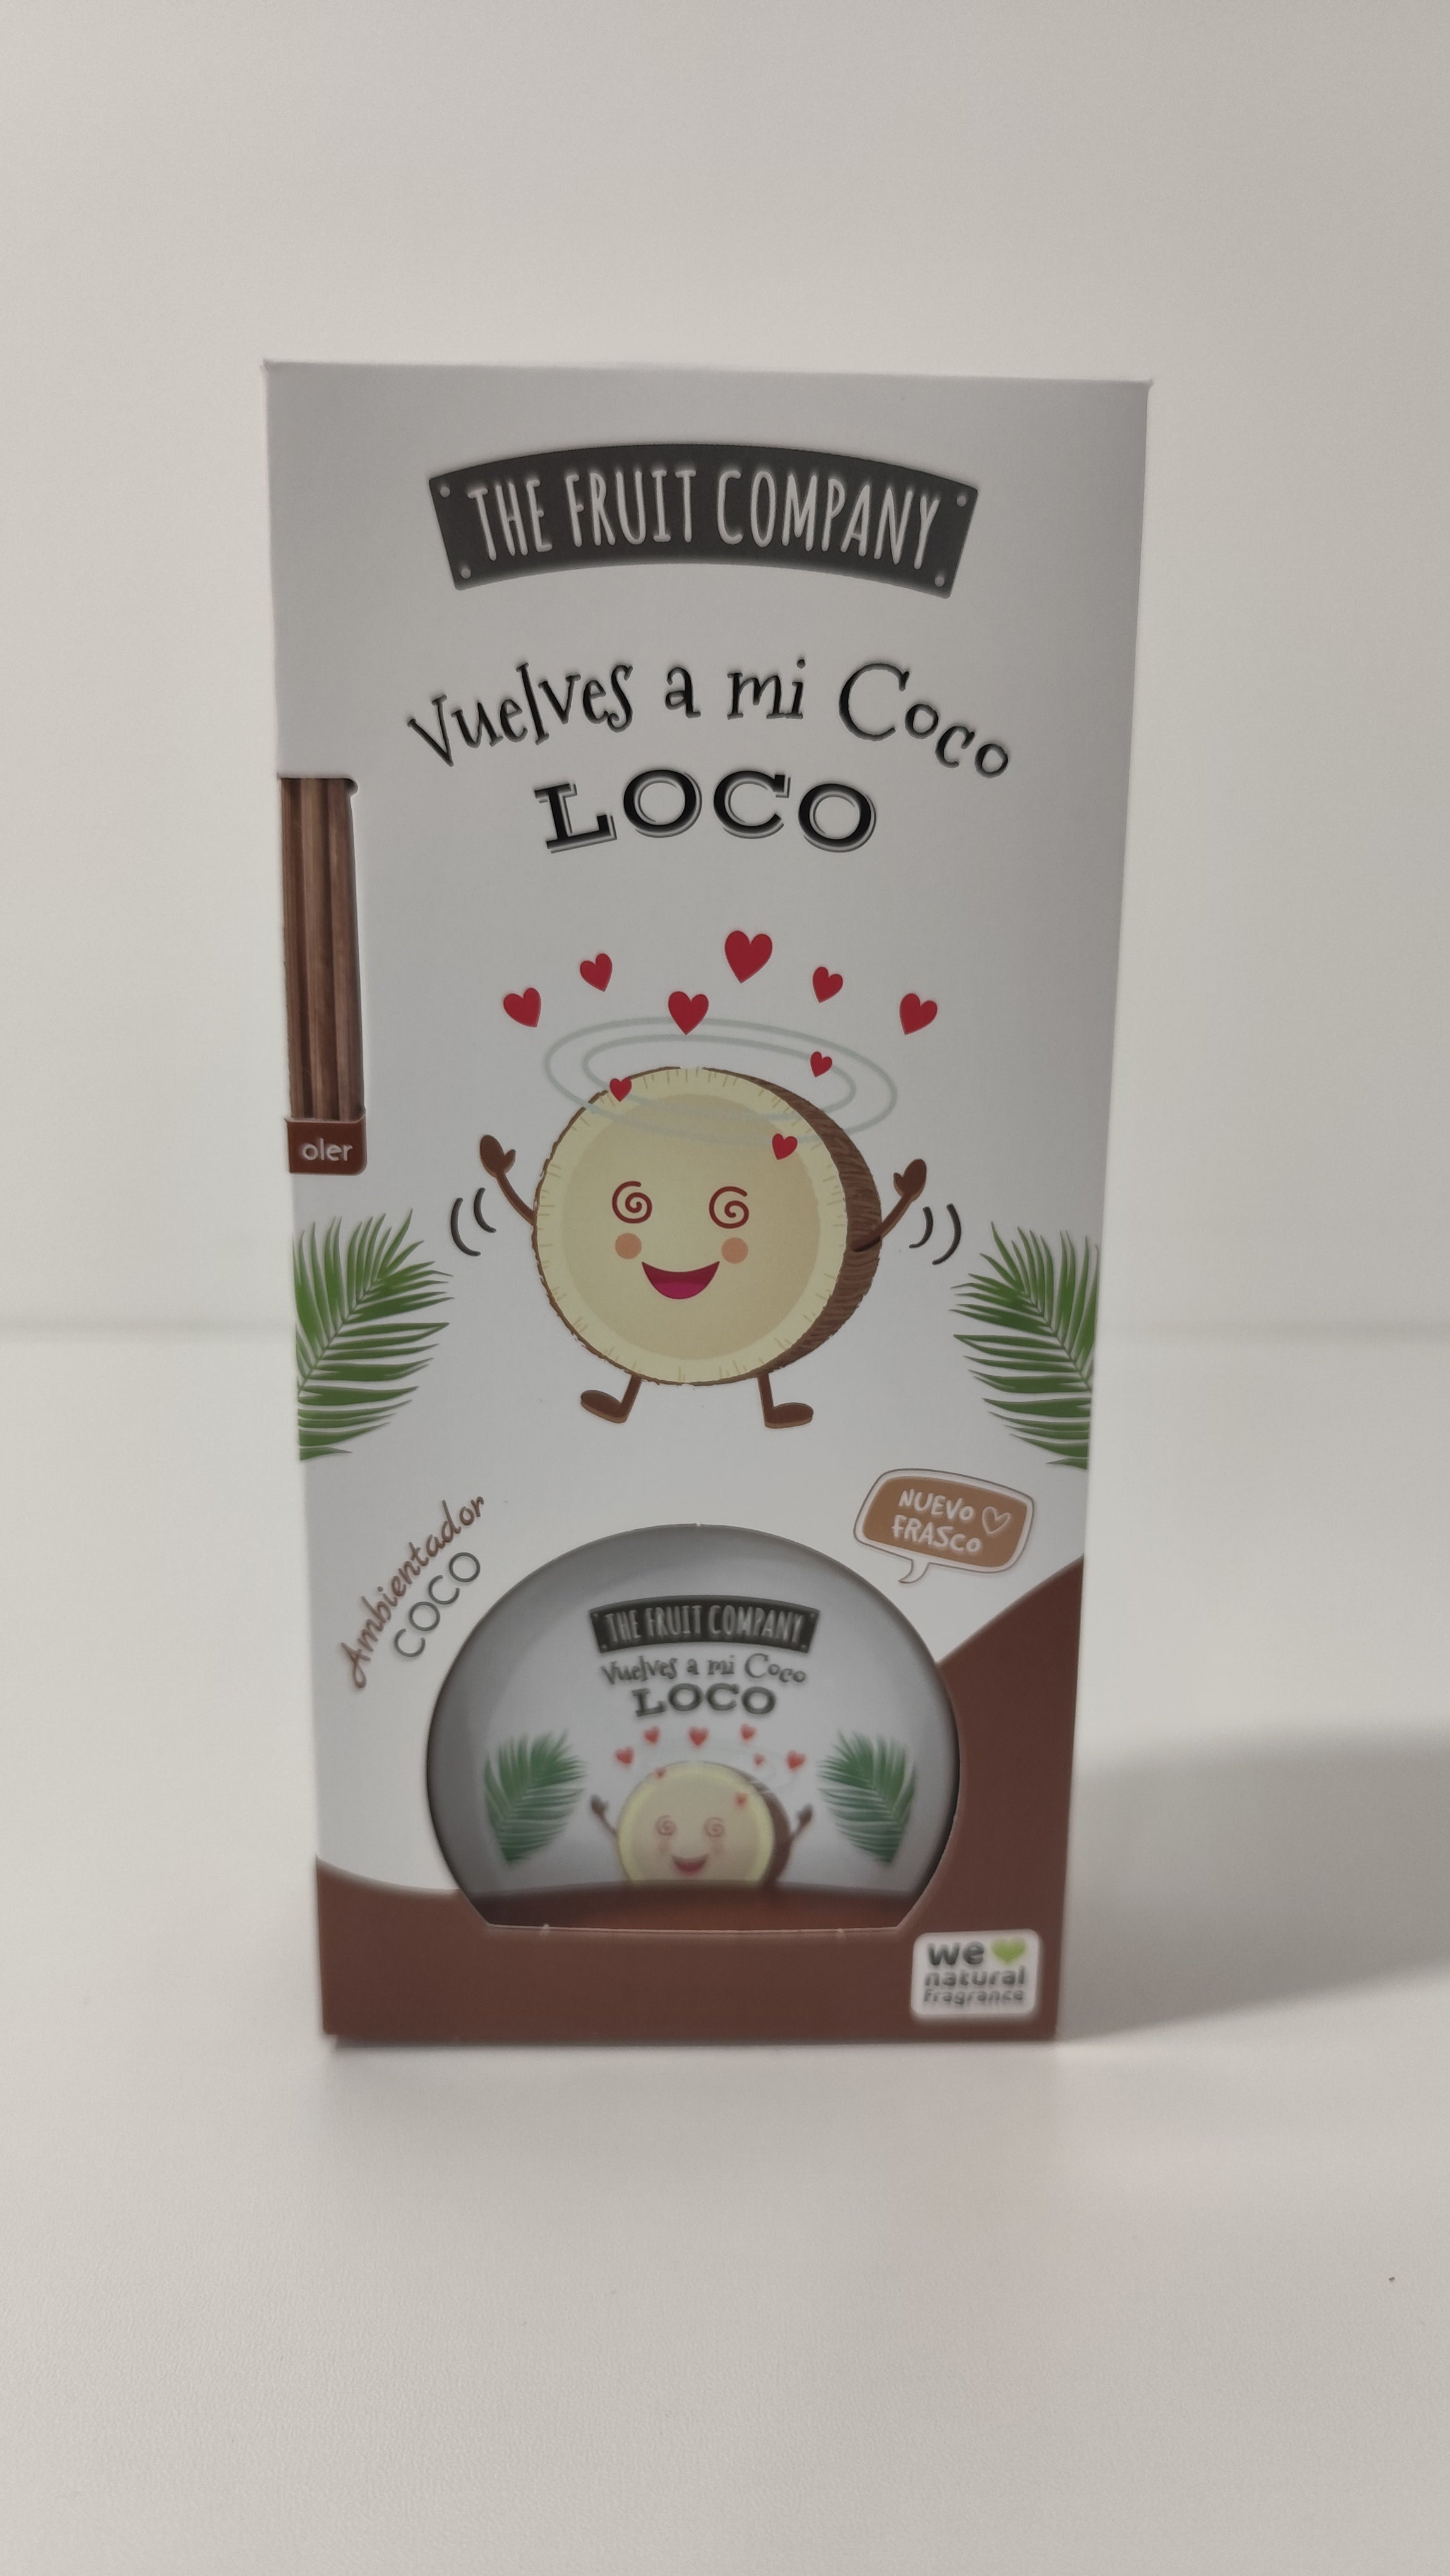 THE FRUIT COMPANY
Vuelves a mi Coco
LOCO
oler
Ambientador
COCO
NUEVO
FRASCO
THE FRUIT COMPANY
Vuelves a mi Coco
LOCO
we
natural
Fragrance